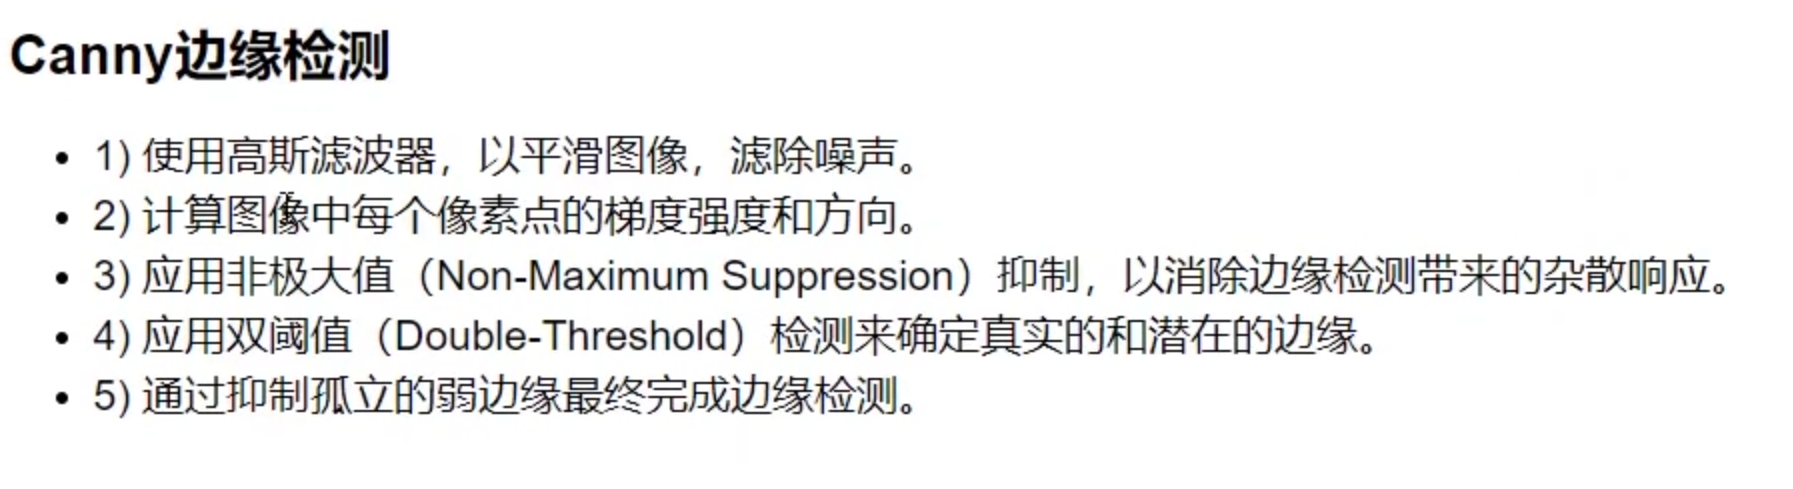 Canny边缘检测
• 1) 使用高斯滤波器，以平滑图像，滤除噪声。
• 2) 计算图像中每个像素点的梯度强度和方向。
• 3) 应用非极大值（Non-Maximum Suppression）抑制，以消除边缘检测带来的杂散响应。
• 4) 应用双阈值（Double-Threshold）检测来确定真实的和潜在的边缘。
• 5) 通过抑制孤立的弱边缘最终完成边缘检测。